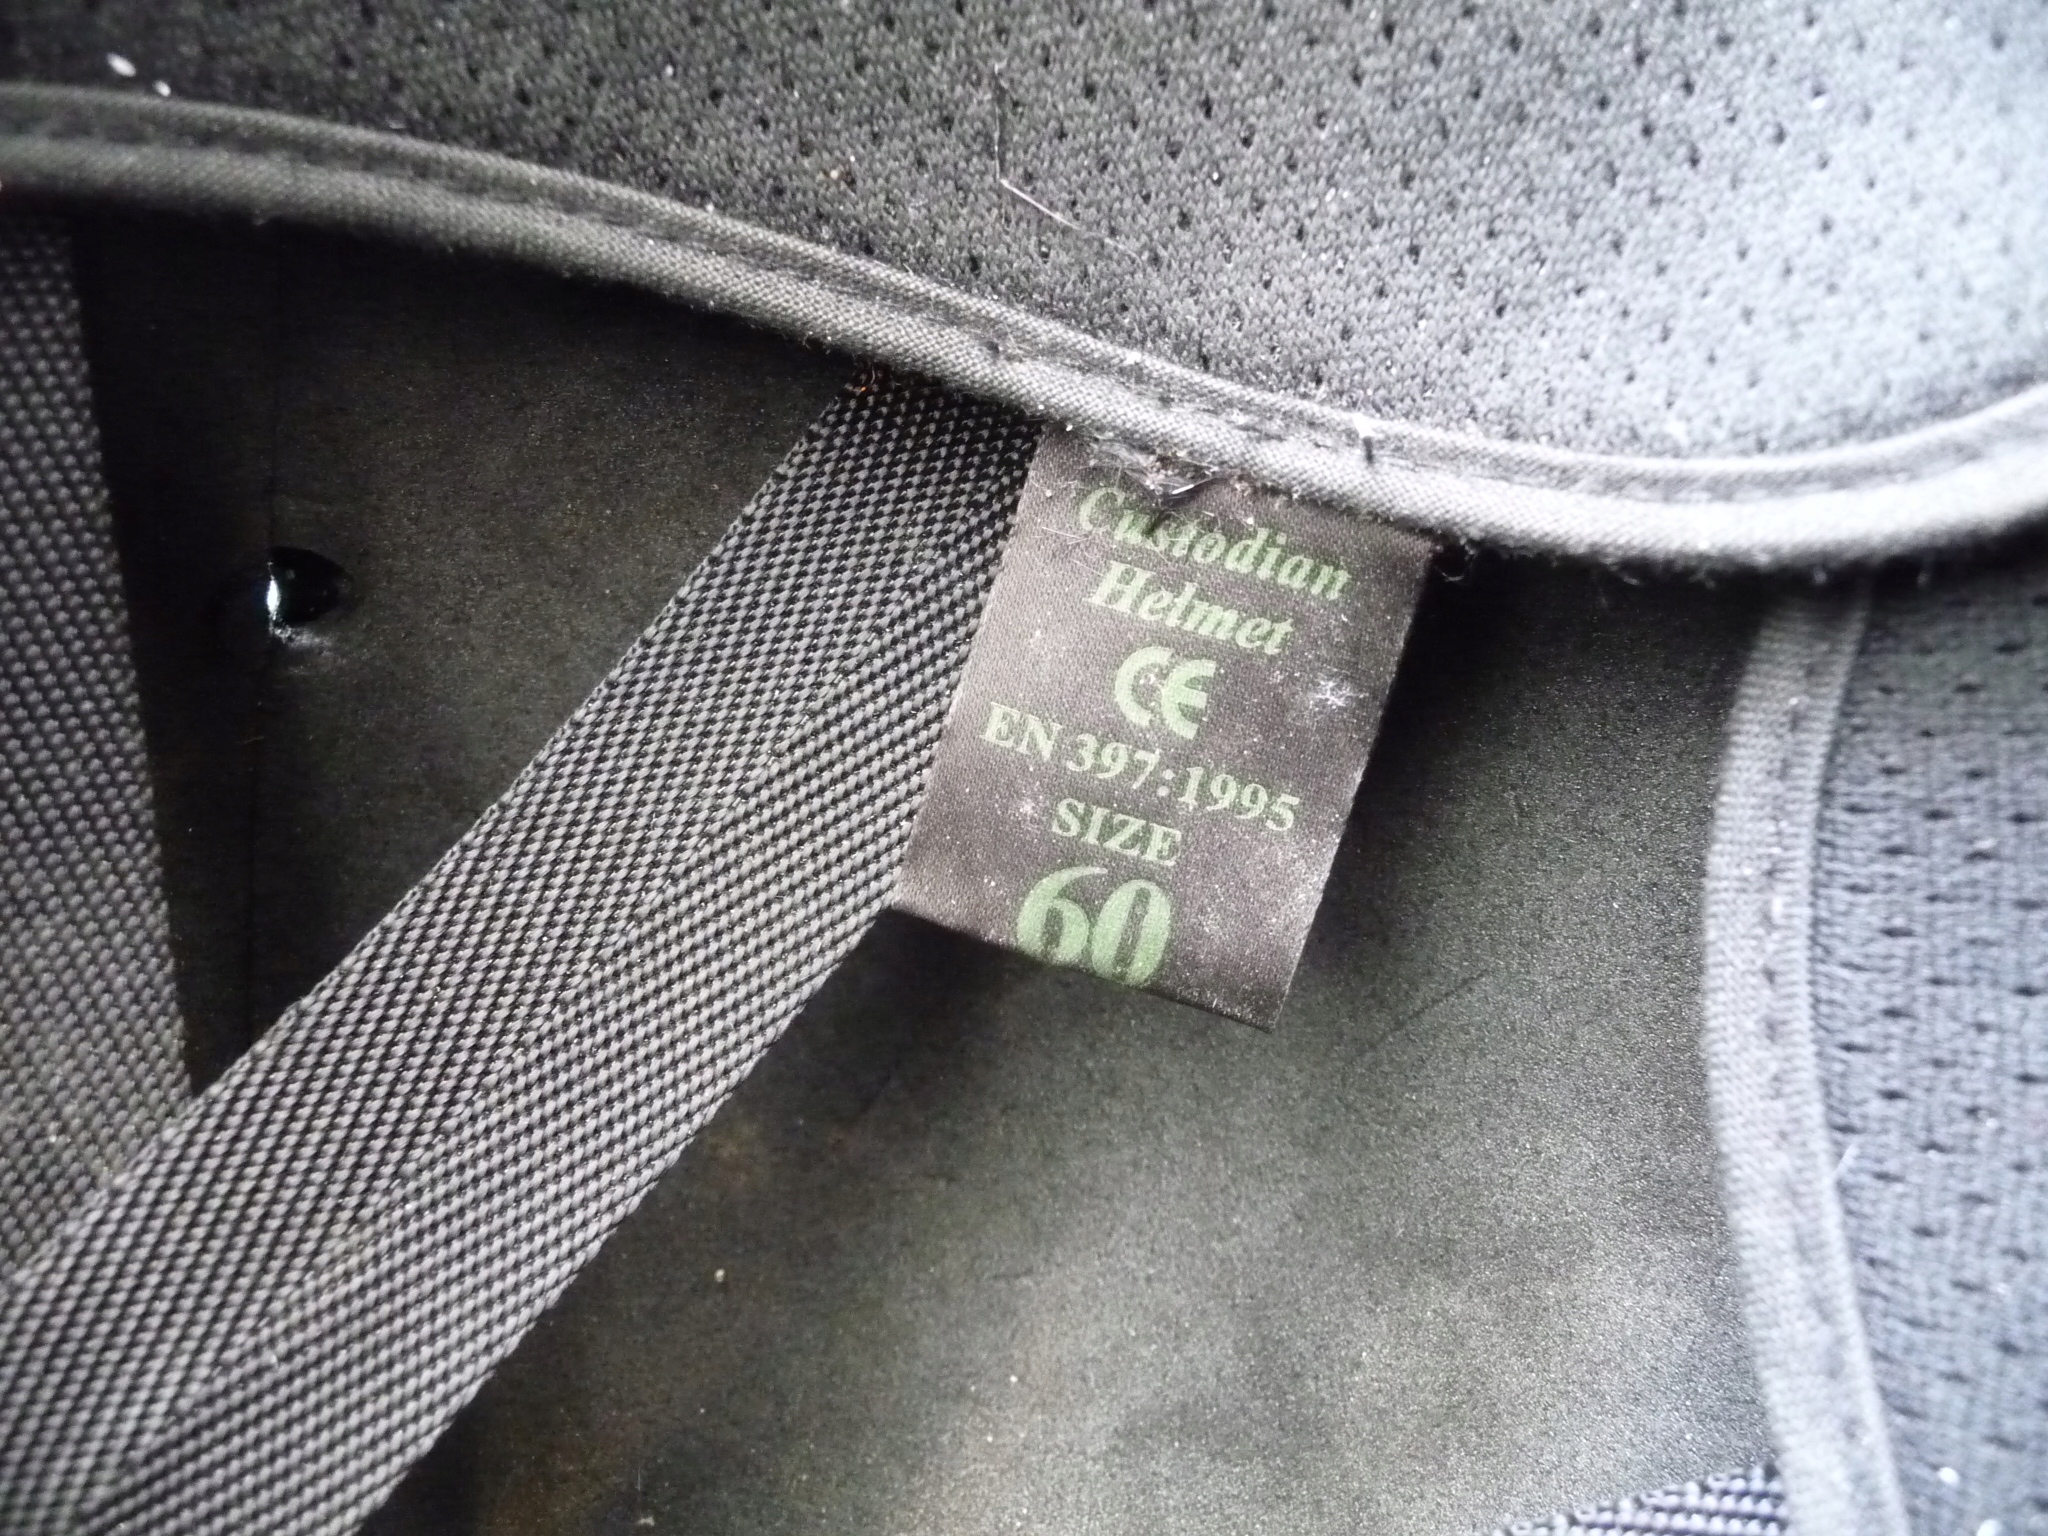 Custodian
Helmet
CE
EN 397:1995
SIZE
60